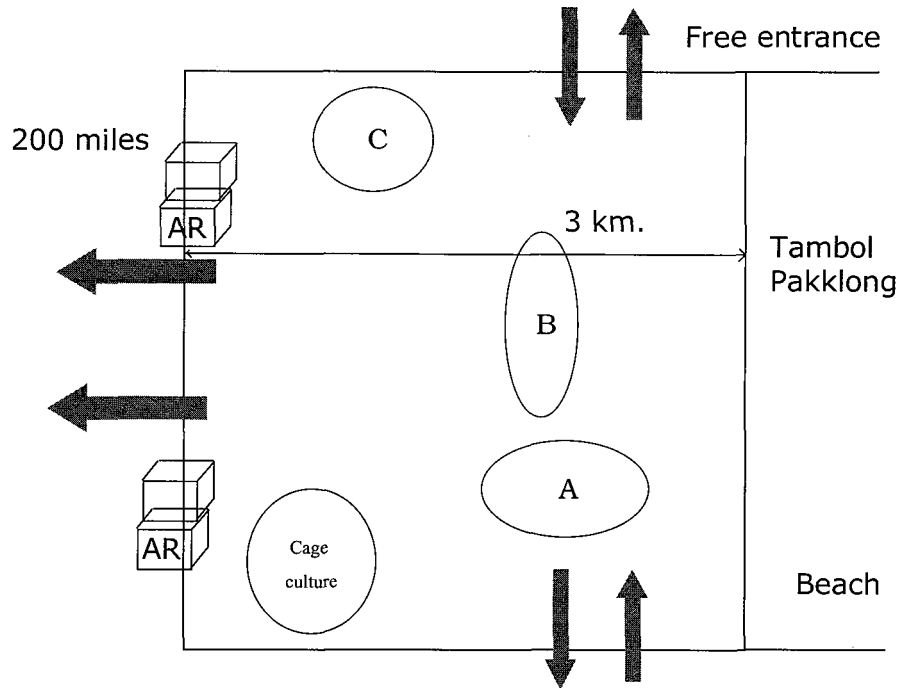 Free entrance
200 miles
C
AR
3 km.
Tambol
Pakklong
B
A
AR
Cage
culture
Beach